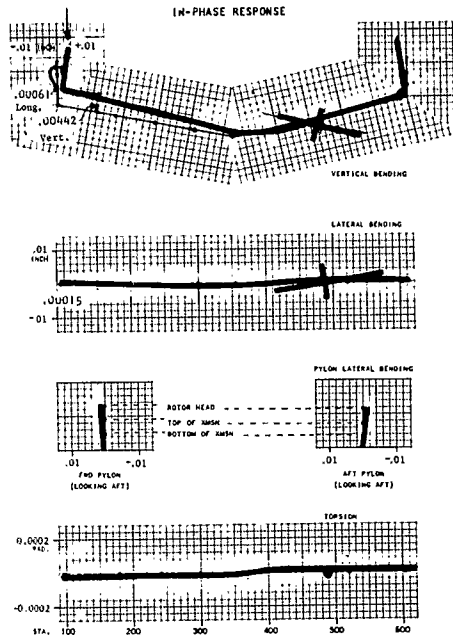 IN-PHASE RESPONSE
-.01 INCH +.01
.00061
Long.
.00442
Vert.
VERTICAL BENDING
LATERAL BENDING
.01
INCH
.00015
-.01
PYLON LATERAL BENDING
ROTOR HEAD
TOP OF XMSN
BOTTOM OF XMSN
.01 -.01
FWD PYLON
(LOOKING AFT)
.01 -.01
AFT PYLON
(LOOKING AFT)
TORSION
0.0002
RAD.
-0.0002
STA. 100 200 300 400 500 600